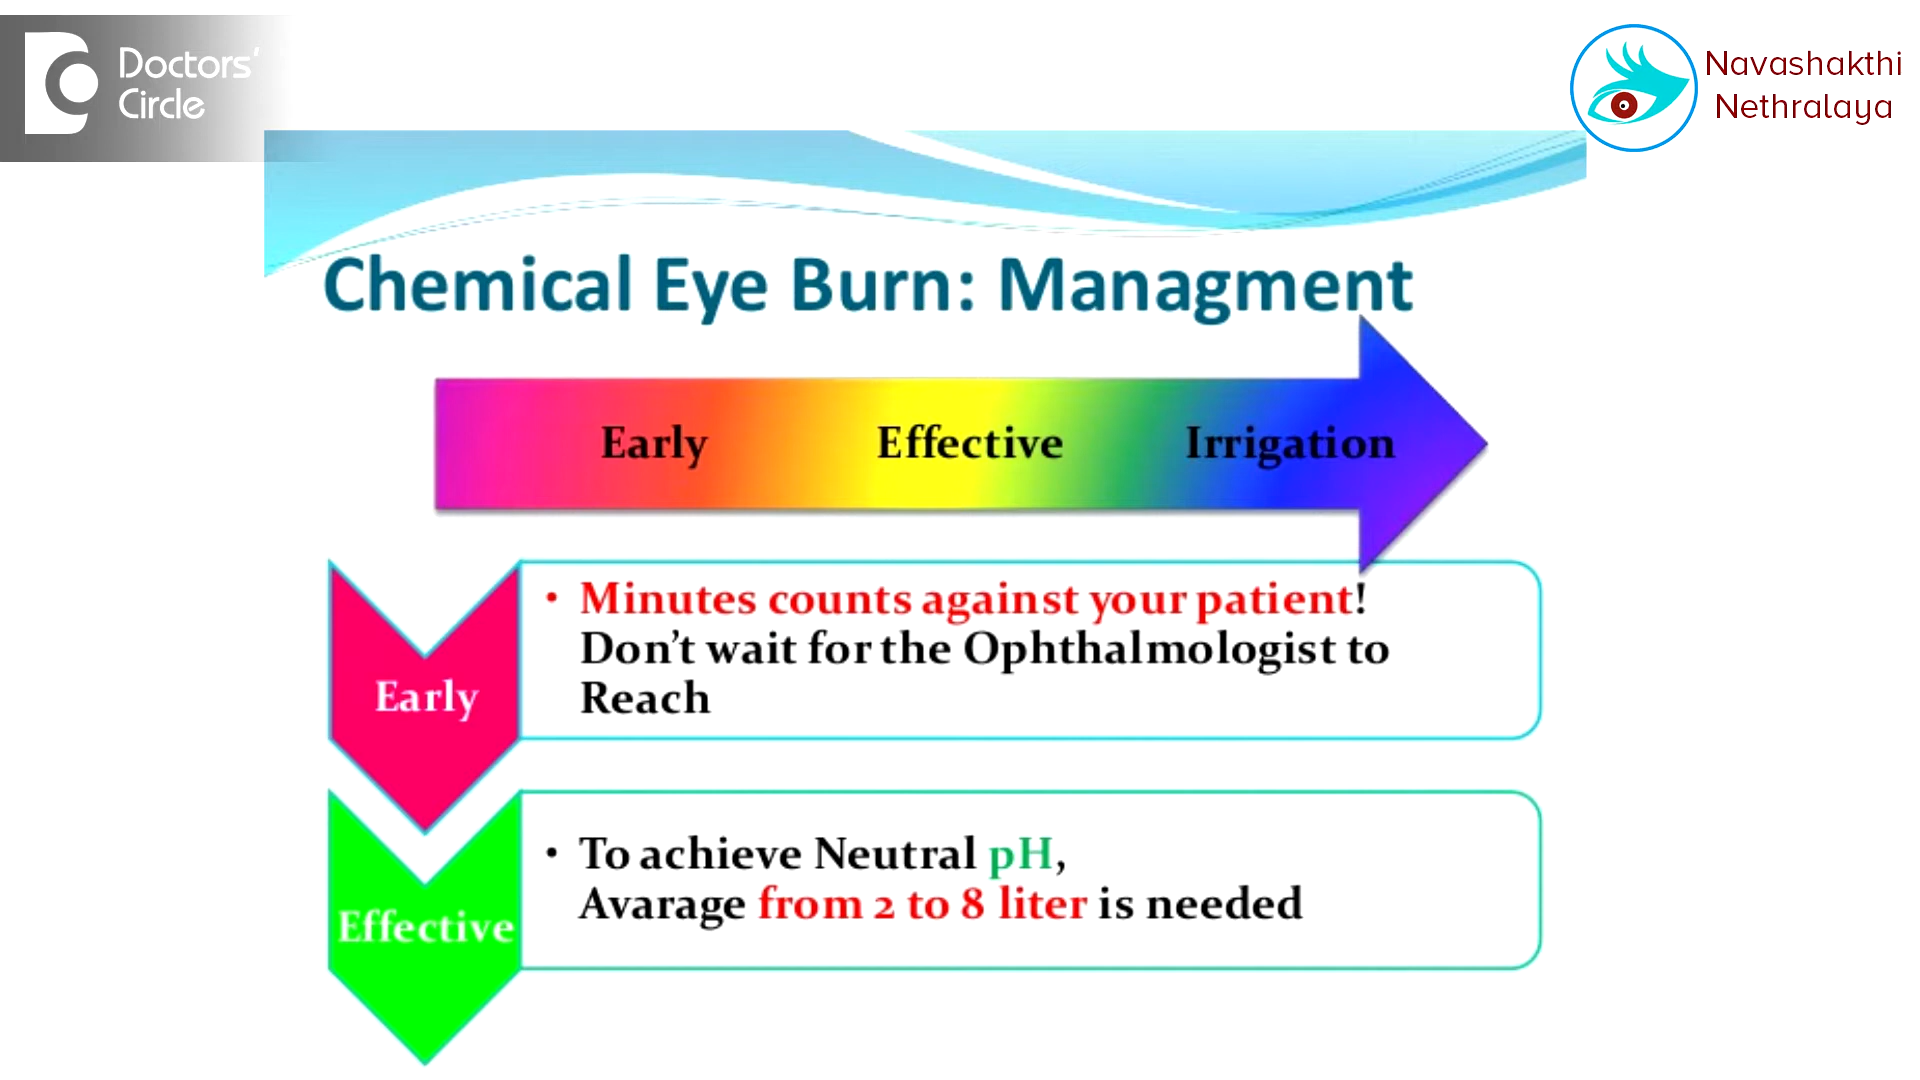 Doctors'
Circle
Navashakthi
Nethralaya
Chemical Eye Burn: Managment
Early Effective Irrigation
Early
• Minutes counts against your patient!
Don't wait for the Ophthalmologist to
Reach
Effective
• To achieve Neutral pH,
Avarage from 2 to 8 liter is needed